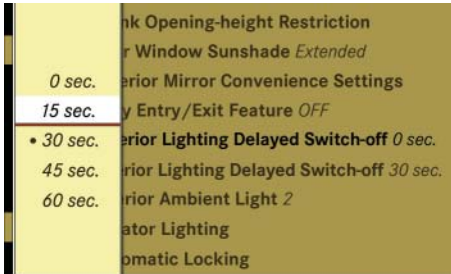 nk Opening-height Restriction
r Window Sunshade Extended
0 sec. erior Mirror Convenience Settings
15 sec. y Entry/Exit Feature OFF
• 30 sec. erior Lighting Delayed Switch-off 0 sec.
45 sec. rior Lighting Delayed Switch-off 30 sec.
60 sec. rior Ambient Light 2
ator Lighting
omatic Locking